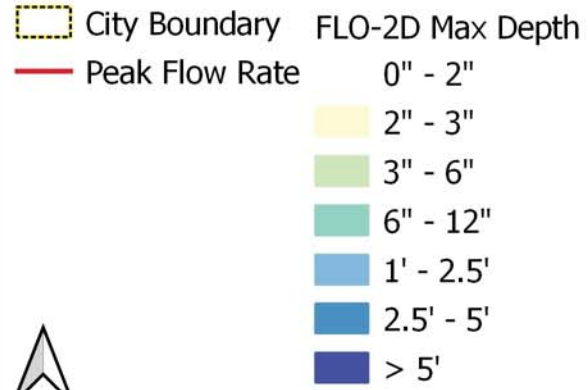 City Boundary
Peak Flow Rate
FLO-2D Max Depth
0" - 2"
2" - 3"
3" - 6"
6" - 12"
1' - 2.5'
2.5' - 5'
> 5'